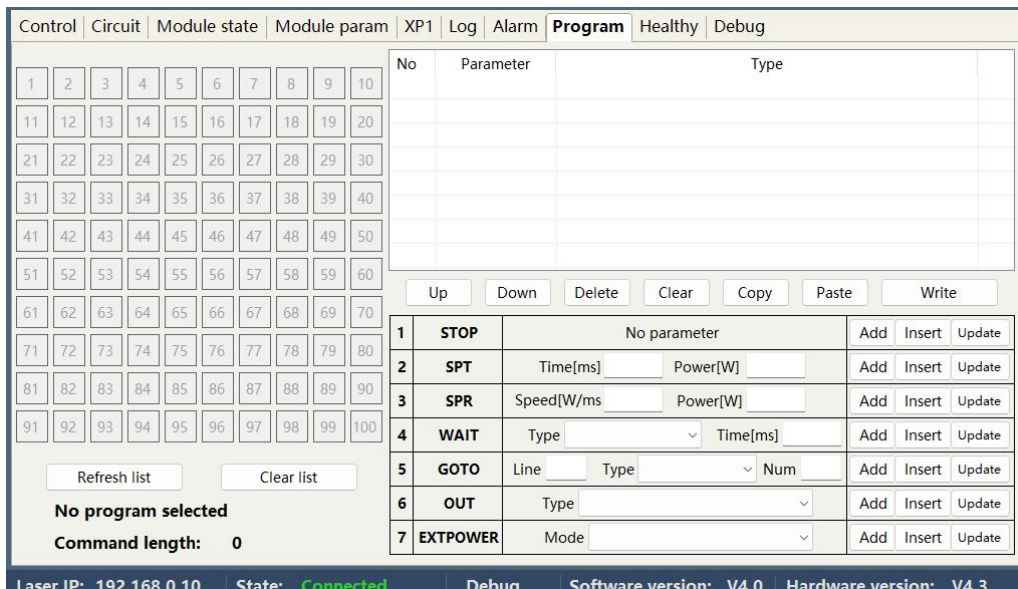 Control Circuit Module state Module param XP1 Log Alarm Program Healthy Debug
1 2 3 4 5 6 7 8 9 10
11 12 13 14 15 16 17 18 19 20
21 22 23 24 25 26 27 28 29 30
31 32 33 34 35 36 37 38 39 40
41 42 43 44 45 46 47 48 49 50
51 52 53 54 55 56 57 58 59 60
61 62 63 64 65 66 67 68 69 70
71 72 73 74 75 76 77 78 79 80
81 82 83 84 85 86 87 88 89 90
91 92 93 94 95 96 97 98 99 100
Refresh list Clear list
No program selected
Command length: 0
No Parameter Type
Up Down Delete Clear Copy Paste Write
1 STOP No parameter Add Insert Update
2 SPT Time[ms] Power[W] Add Insert Update
3 SPR Speed[W/ms Power[W] Add Insert Update
4 WAIT Type Time[ms] Add Insert Update
5 GOTO Line Type Num Add Insert Update
6 OUT Type Add Insert Update
7 EXTPOWER Mode Add Insert Update
Laser IP: 192.168.0.10 State: Connected Debug Software version: V4.0 Hardware version: V4.3